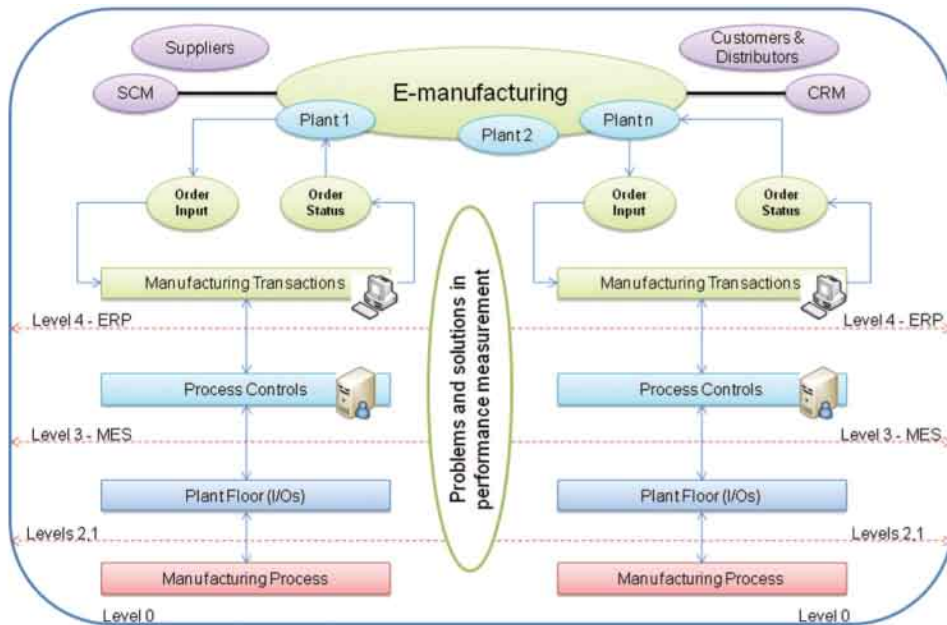 Suppliers
Customers &
Distributors
SCM
E-manufacturing
CRM
Plant 1
Plant 2
Plant n
Order
Input
Order
Status
Order
Input
Order
Status
Manufacturing Transactions
Manufacturing Transactions
Level 4 - ERP
Level 4 - ERP
Process Controls
Process Controls
Problems and solutions in
performance measurement
Level 3 - MES
Level 3 - MES
Plant Floor (I/Os)
Plant Floor (I/Os)
Levels 2,1
Levels 2,1
Manufacturing Process
Manufacturing Process
Level 0
Level 0